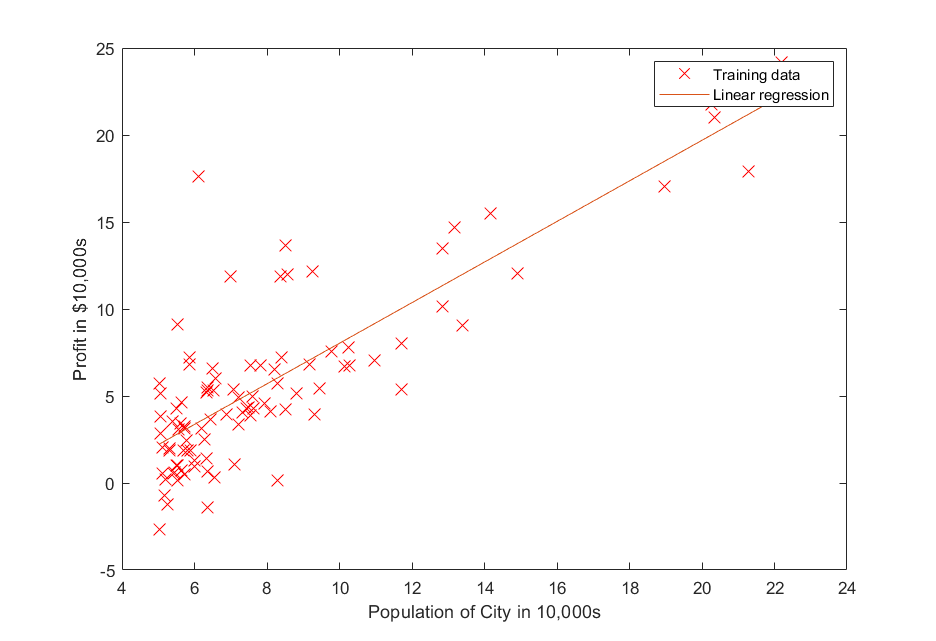 25
20
15
10
5
0
-5
4 6 8 10 12 14 16 18 20 22 24
Profit in $10,000s
Population of City in 10,000s
Training data
Linear regression